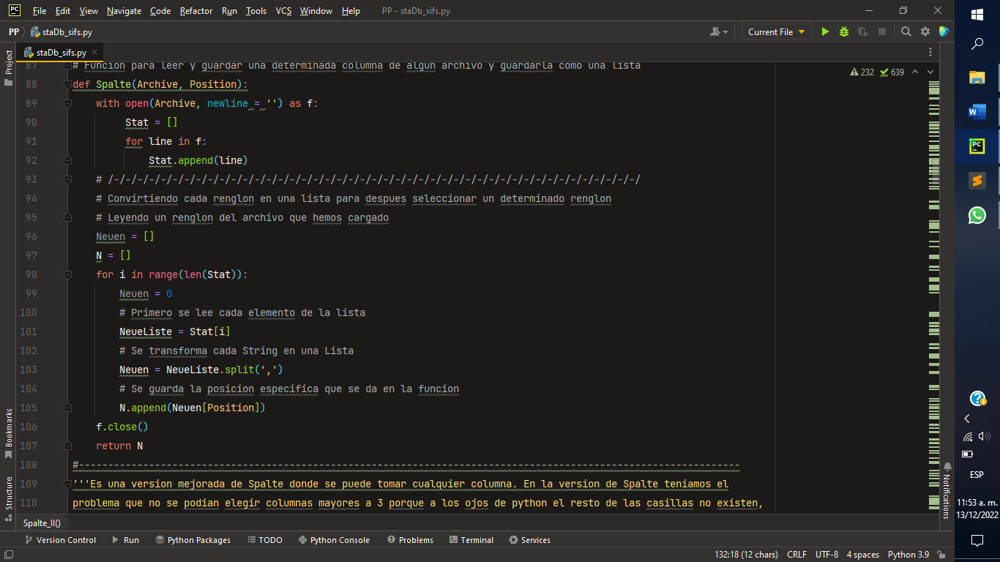 File Edit View Navigate Code Refactor Run Tools VCS Window Help PP - staDb_sifs.py
PP staDb_sifs.py Current File
staDb_sifs.py
Project
232 639
87 # Funcion para leer y guardar una determinada columna de algun archivo y guardarla como una lista
88 def Spalte(Archive, Position):
89 with open(Archive, newline = '') as f:
90 Stat = []
91 for line in f:
92 Stat.append(line)
93 # /-/-/-/-/-/-/-/-/-/-/-/-/-/-/-/-/-/-/-/-/-/-/-/-/-/-/-/-/-/-/-/-/-/-/-/-/-/-/-/-/-/-/-/-/-/
94 # Convirtiendo cada renglon en una lista para despues seleccionar un determinado renglon
95 # Leyendo un renglon del archivo que hemos cargado
96 Neuen = []
97 N = []
98 for i in range(len(Stat)):
99 Neuen = 0
100 # Primero se lee cada elemento de la lista
101 NeueListe = Stat[i]
102 # Se transforma cada String en una Lista
103 Neuen = NeueListe.split(',')
104 # Se guarda la posicion especifica que se da en la funcion
105 N.append(Neuen[Position])
106 f.close()
107 return N
108 #-----------------------------------------------------------------------------------------------------------------
109 '''Es una version mejorada de Spalte donde se puede tomar cualquier columna. En la version de Spalte teniamos el
110 problema que no se podian elegir columnas mayores a 3 porque a los ojos de python el resto de las casillas no existen,
Bookmarks
Structure
Notifications
Spalte_II()
Version Control Run Python Packages TODO Python Console Problems Terminal Services
132:18 (12 chars) CRLF UTF-8 4 spaces Python 3.9
ESP
11:53 a. m.
13/12/2022